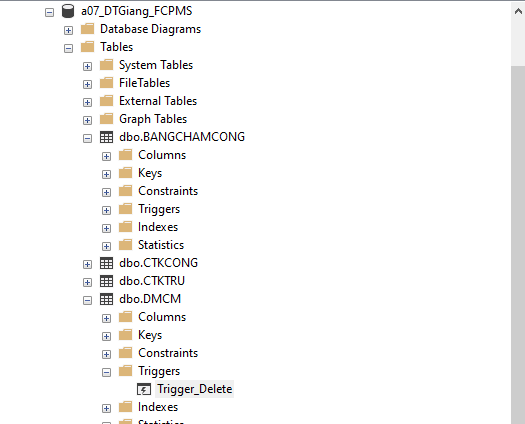 a07_DTGiang_FCPMS
Database Diagrams
Tables
System Tables
FileTables
External Tables
Graph Tables
dbo.BANGCHAMCONG
Columns
Keys
Constraints
Triggers
Indexes
Statistics
dbo.CTKCONG
dbo.CTKTRU
dbo.DMCM
Columns
Keys
Constraints
Triggers
Trigger_Delete
Indexes
Statistics